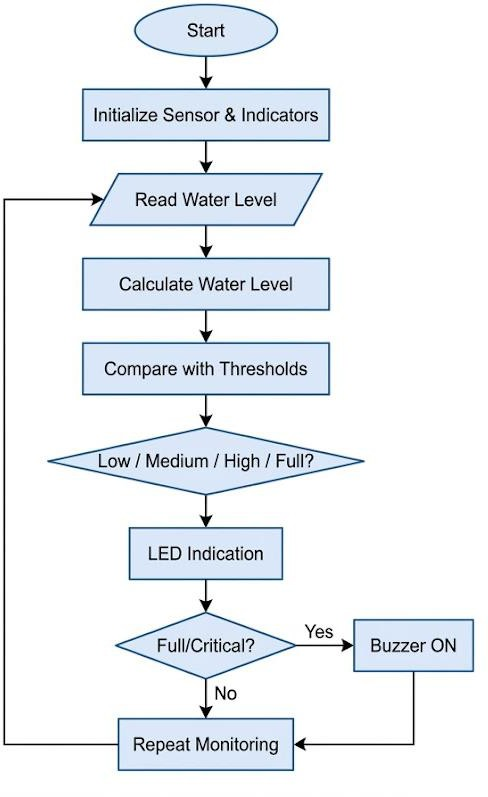 Start
Initialize Sensor & Indicators
Read Water Level
Calculate Water Level
Compare with Thresholds
Low / Medium / High / Full?
LED Indication
Full/Critical?
Yes
Buzzer ON
No
Repeat Monitoring